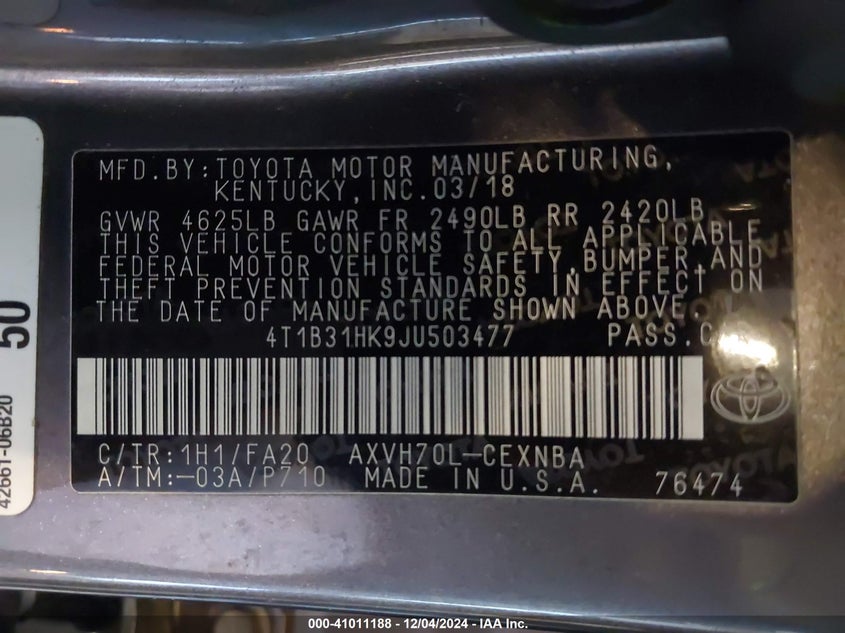 MFD.BY:TOYOTA MOTOR MANUFACTURING,
KENTUCKY,INC.03/18
GVWR 4625LB GAWR FR 2490LB RR 2420LB
THIS VEHICLE CONFORMS TO ALL APPLICABLE
FEDERAL MOTOR VEHICLE SAFETY,BUMPER,AND
THEFT PREVENTION STANDARDS IN EFFECT ON
THE DATE OF MANUFACTURE SHOWN ABOVE.
4T1B31HK9JU503477 PASS.C
C/TR:1H1/FA20 AXVH70L-CEXNBA
A/TM:-03A/P710 MADE IN U.S.A. 76474
50
42661-06B20
000-41011188 - 12/04/2024 - IAA Inc.